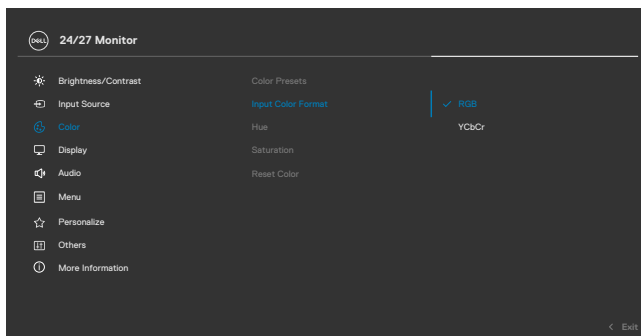 DELL 24/27 Monitor
Brightness/Contrast
Input Source
Color
Display
Audio
Menu
Personalize
Others
More Information
Color Presets
Input Color Format
Hue
Saturation
Reset Color
RGB
YCbCr
Exit